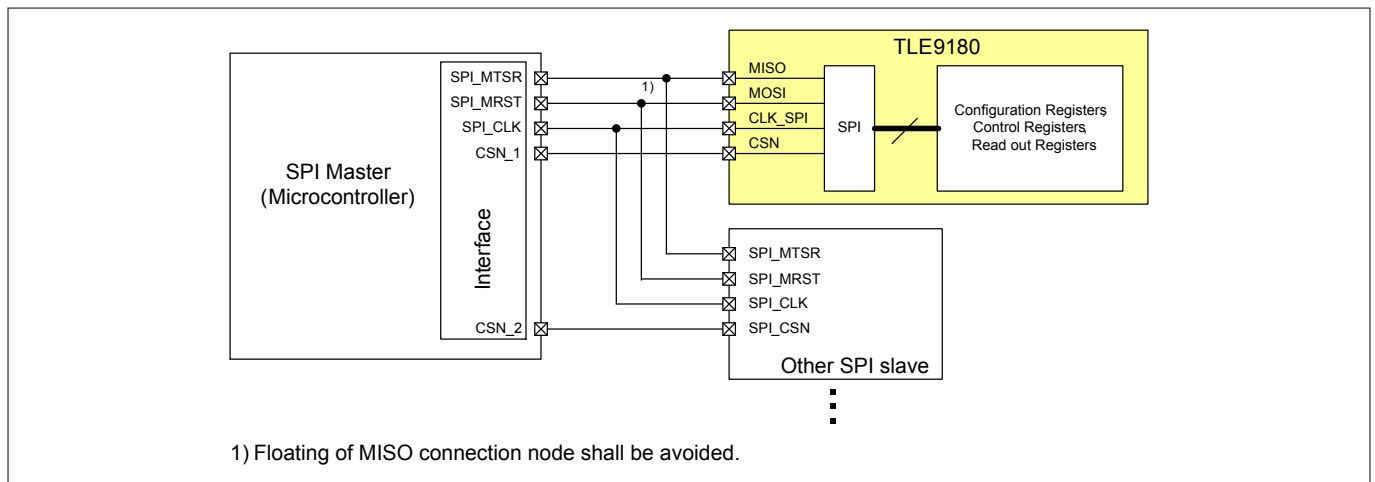 TLE9180
SPI_MTSR
SPI_MRST
SPI_CLK
CSN_1
SPI Master
(Microcontroller)
Interface
CSN_2
1)
MISO
MOSI
CLK_SPI
CSN
SPI
Configuration Registers,
Control Registers,
Read out Registers
SPI_MTSR
SPI_MRST
SPI_CLK
SPI_CSN
Other SPI slave
1) Floating of MISO connection node shall be avoided.